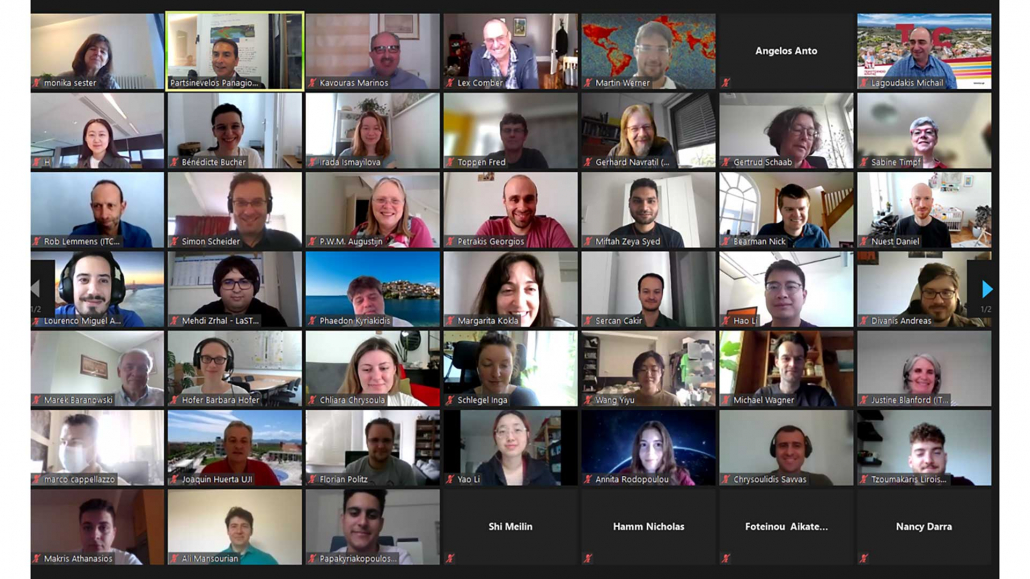 monika sester
Partsinevelos Panagio...
Kavouras Marinos
Lex Comber
Martin Werner
Angelos Anto
Lagoudakis Michail
H
Bénédicte Bucher
Irada Ismayilova
Toppen Fred
Gerhard Navratil (...
Gertrud Schaab
Sabine Timpf
Rob Lemmens (ITC...
Simon Scheider
P.W.M. Augustijn
Petrakis Georgios
Miftah Zeya Syed
Bearman Nick
Nuest Daniel
1/2
Lourenco Miguel A...
Mehdi Zrhal - LaST...
Phaedon Kyriakidis
Margarita Kokla
Sercan Cakir
Hao Li
Divanis Andreas
1/2
Marek Baranowski
Hofer Barbara Hofer
Chliara Chrysoula
Schlegel Inga
Wang Yiyu
Michael Wagner
Justine Blanford (IT...
marco cappellazzo
Joaquin Huerta UJI
Florian Politz
Yao Li
Annita Rodopoulou
Chrysoulidis Savvas
Tzoumakaris Lirois...
Makris Athanasios
Ali Mansourian
Papakyriakopoulos...
Shi Meilin
Hamm Nicholas
Foteinou Aikate...
Nancy Darra